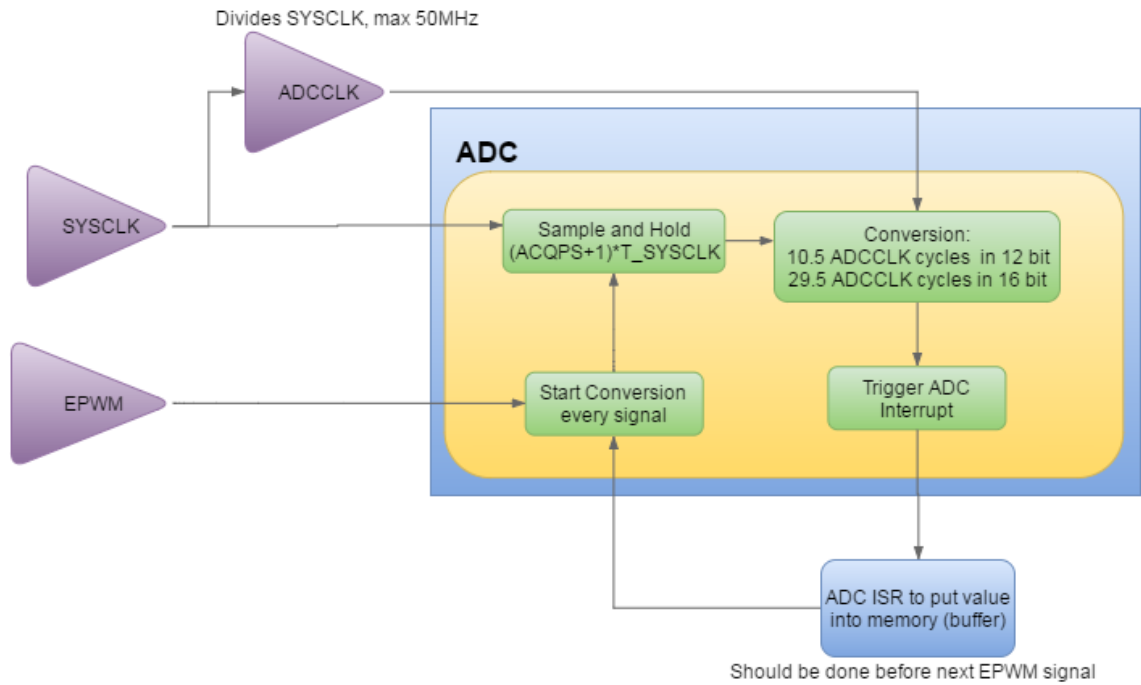 Divides SYSCLK, max 50MHz
ADCCLK
ADC
SYSCLK
Sample and Hold
(ACQPS+1)*T_SYSCLK
Conversion:
10.5 ADCCLK cycles in 12 bit
29.5 ADCCLK cycles in 16 bit
EPWM
Start Conversion
every signal
Trigger ADC
Interrupt
ADC ISR to put value
into memory (buffer)
Should be done before next EPWM signal